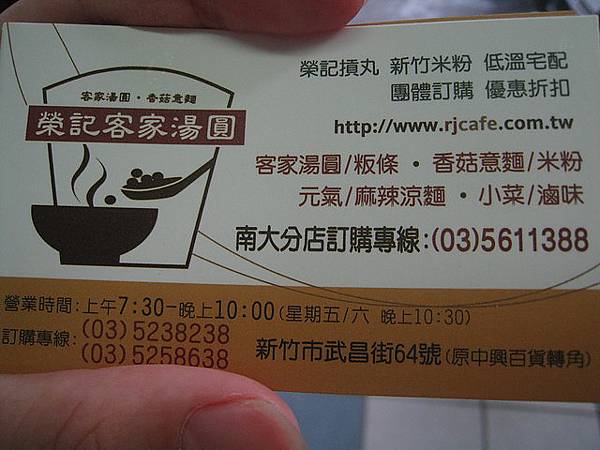 客家湯圓・香菇意麵
榮記客家湯圓
榮記摃丸 新竹米粉 低溫宅配
團體訂購 優惠折扣
http://www.rjcafe.com.tw
客家湯圓/粄條・香菇意麵/米粉
元氣/麻辣涼麵・小菜/滷味
南大分店訂購專線:(03)5611388
營業時間:上午7:30-晚上10:00(星期五/六 晚上10:30)
訂購專線:(03)5238238
(03)5258638
新竹市武昌街64號(原中興百貨轉角)